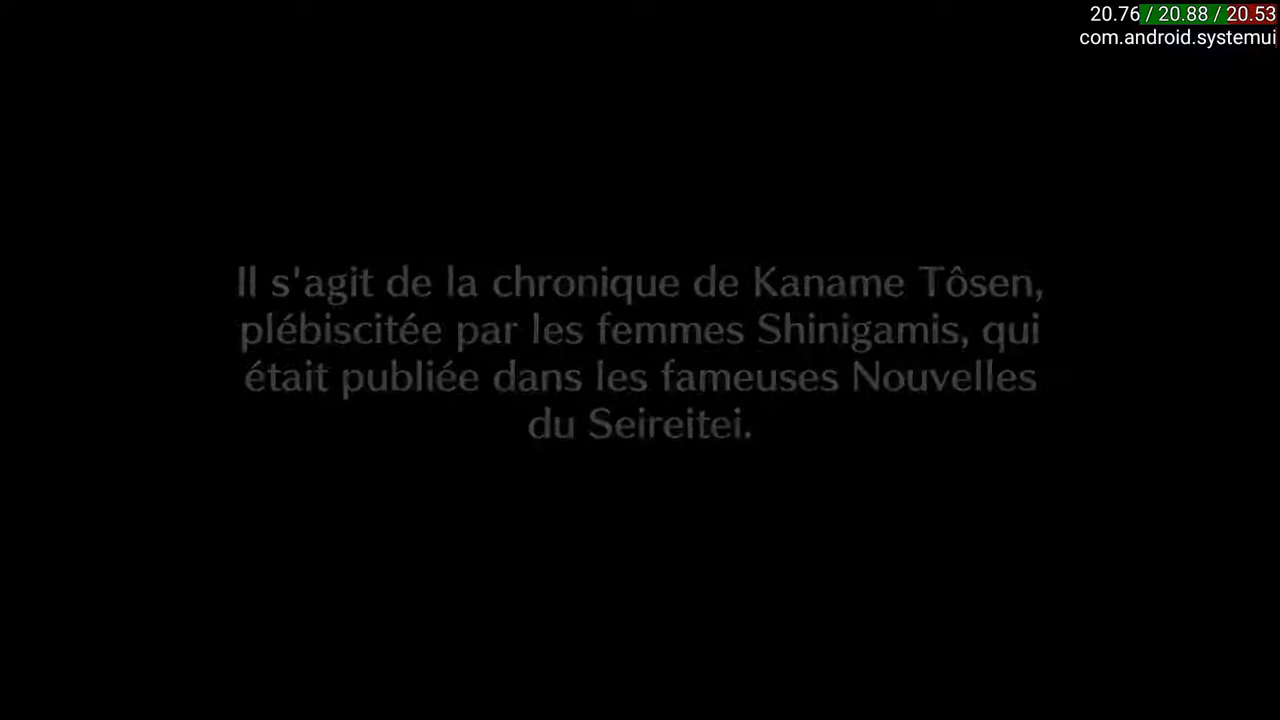 20.76 / 20.88 / 20.53
com.android.systemui
Il s'agit de la chronique de Kaname Tôsen,
plébiscitée par les femmes Shinigamis, qui
était publiée dans les fameuses Nouvelles
du Seireitei.